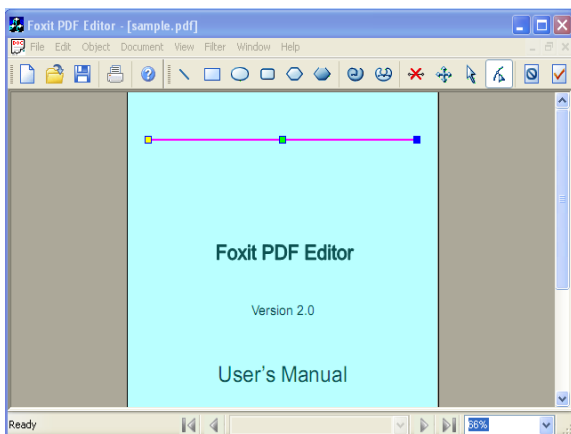 Foxit PDF Editor - [sample.pdf]
File Edit Object Document View Filter Window Help
Foxit PDF Editor
Version 2.0
User's Manual
Ready
66%